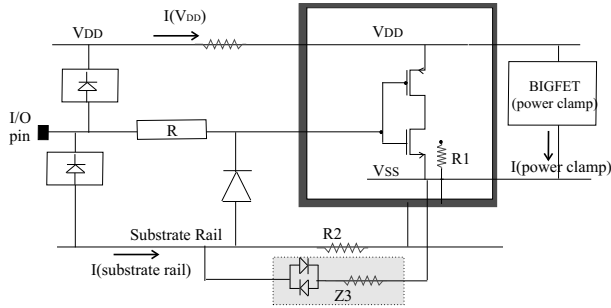 I(VDD)
VDD
VDD
I/O
pin
R
BIGFET
(power clamp)
R1
VSS
I(power clamp)
Substrate Rail
R2
I(substrate rail)
Z3